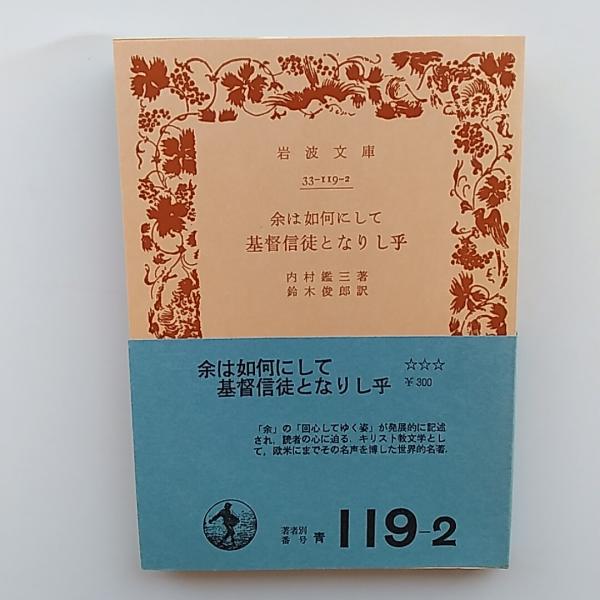 岩波文庫
33-119-2
余は如何にして
基督信徒となりし乎
内村鑑三著
鈴木俊郎訳
余は如何にして
基督信徒となりし乎
☆☆☆
¥300
「余」の「回心してゆく姿」が発展的に記述
され，読者の心に迫る．キリスト教文学とし
て，欧米にまでその名声を博した世界的名著．
著者別
番号 青 119-2